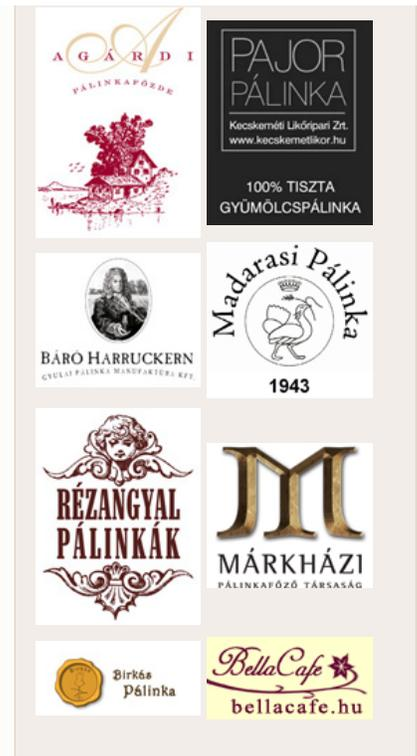 AGÁRDI
PÁLINKAFŐZDE
PAJOR
PÁLINKA
Kecskeméti Likőripari Zrt.
www.kecskemetlikor.hu
100% TISZTA
GYÜMÖLCSPÁLINKA
BÁRÓ HARRUCKERN
GYULAI PÁLINKA MANUFAKTÚRA KFT.
Madarasi Pálinka
1943
RÉZANGYAL
PÁLINKÁK
MÁRKHÁZI
PÁLINKAFŐZŐ TÁRSASÁG
Birkás
Pálinka
BellaCafe
bellacafe.hu